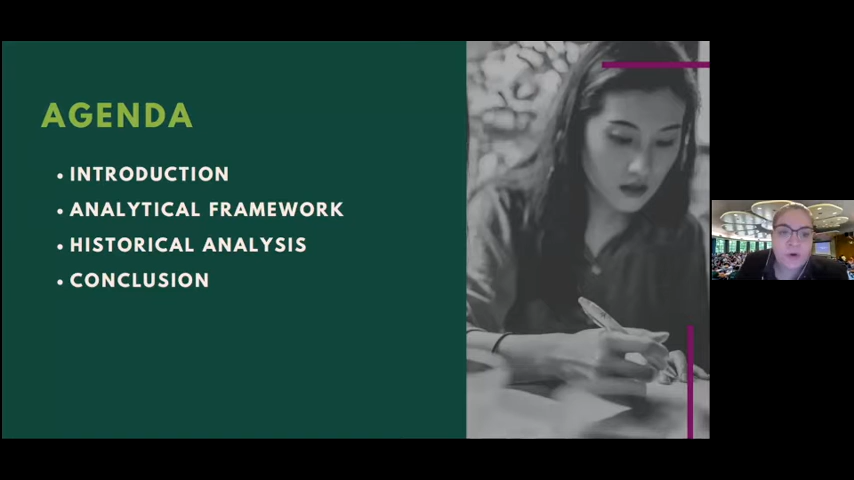 AGENDA
• INTRODUCTION
• ANALYTICAL FRAMEWORK
• HISTORICAL ANALYSIS
• CONCLUSION